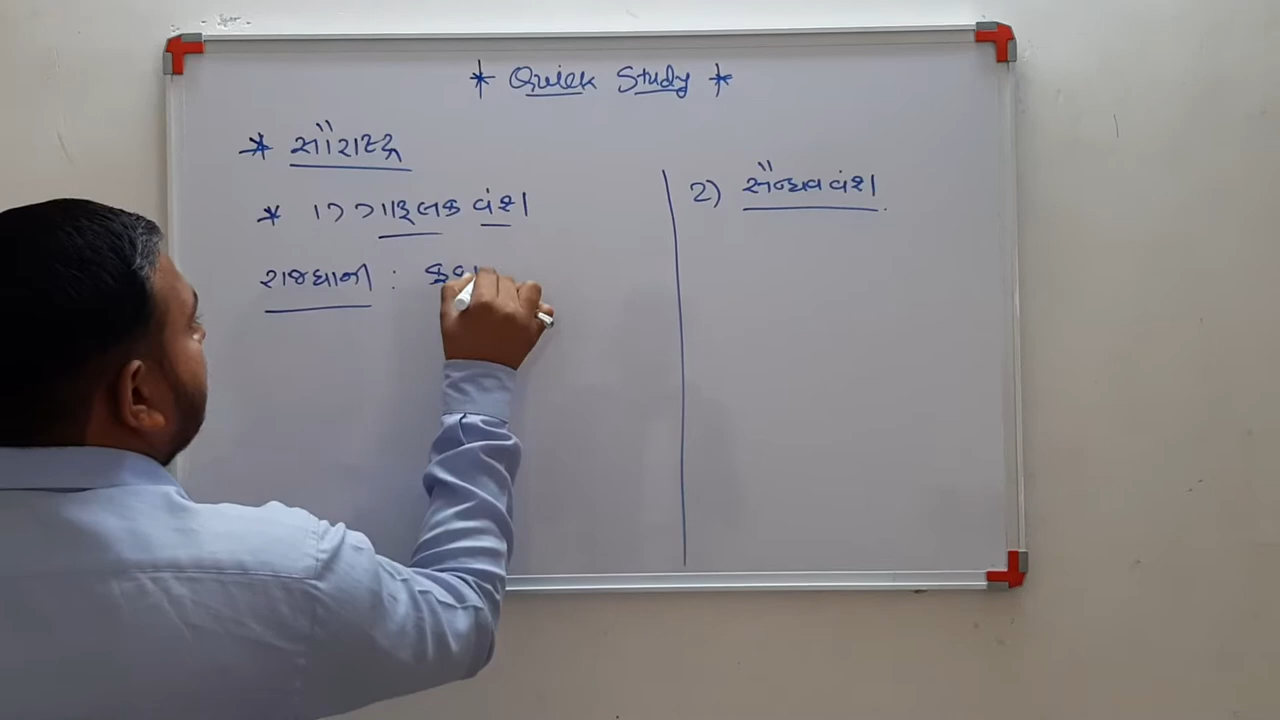 * Quick Study *
* સૌરાષ્ટ્ર
* ૧) ગારૂલક વંશ
રાજધાની :
2) સૈન્ધવ વંશ